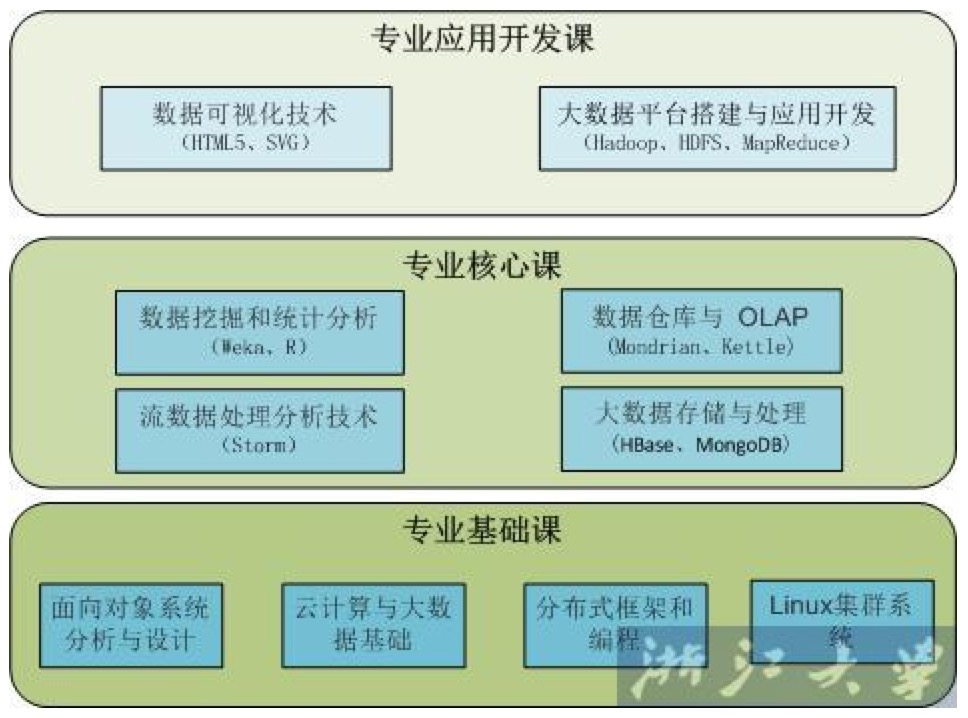 专业应用开发课
数据可视化技术
(HTML5、SVG)
大数据平台搭建与应用开发
(Hadoop、HDFS、MapReduce)
专业核心课
数据挖掘和统计分析
(Weka、R)
数据仓库与 OLAP
(Mondrian、Kettle)
流数据处理分析技术
(Storm)
大数据存储与处理
(HBase、MongoDB)
专业基础课
面向对象系统
分析与设计
云计算与大数
据基础
分布式框架和
编程
Linux集群系
统
浙江大学